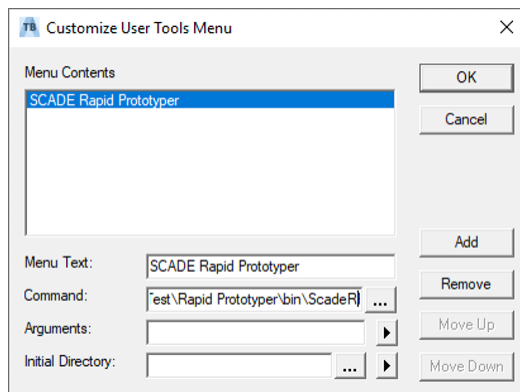 TB Customize User Tools Menu
Menu Contents
OK
SCADE Rapid Prototyper
Cancel
Add
Menu Text: SCADE Rapid Prototyper
Remove
Command: est\Rapid Prototyper\bin\ScadeR ...
Arguments:
Move Up
Initial Directory: ...
Move Down